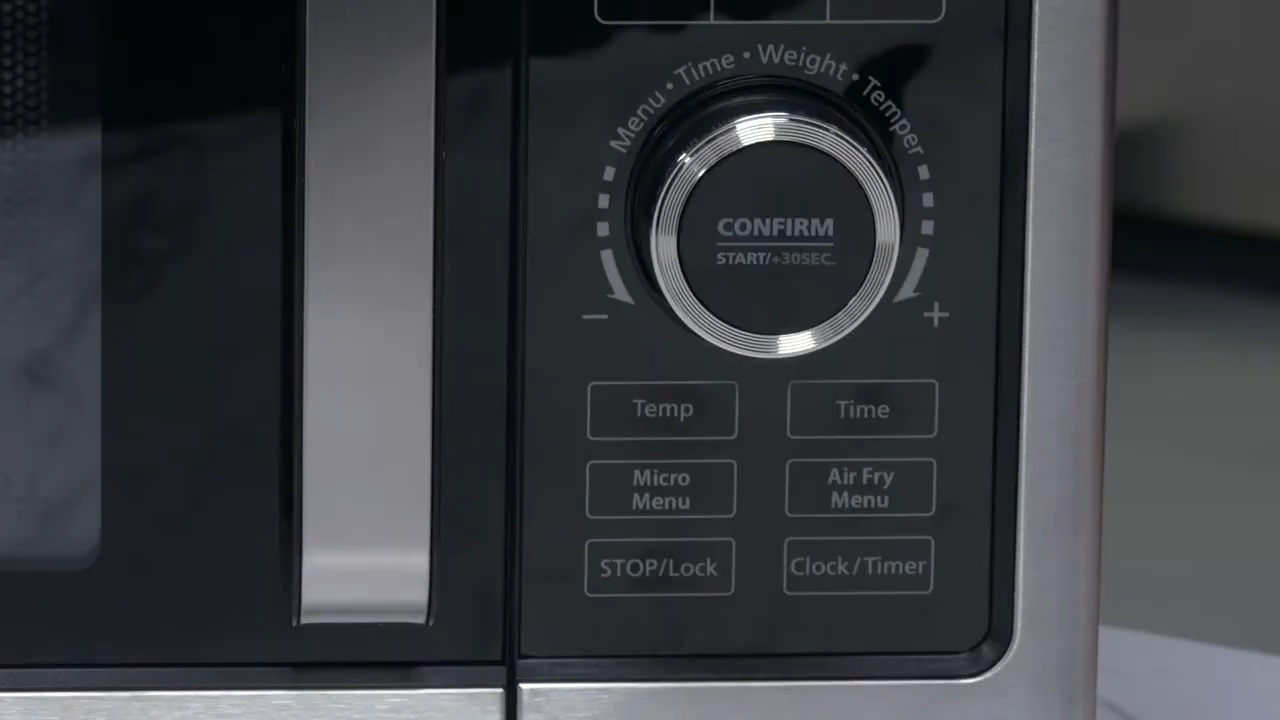 Menu • Time • Weight • Temper
CONFIRM
START/+30SEC.
− +
Temp Time
Micro Menu Air Fry Menu
STOP/Lock Clock/Timer